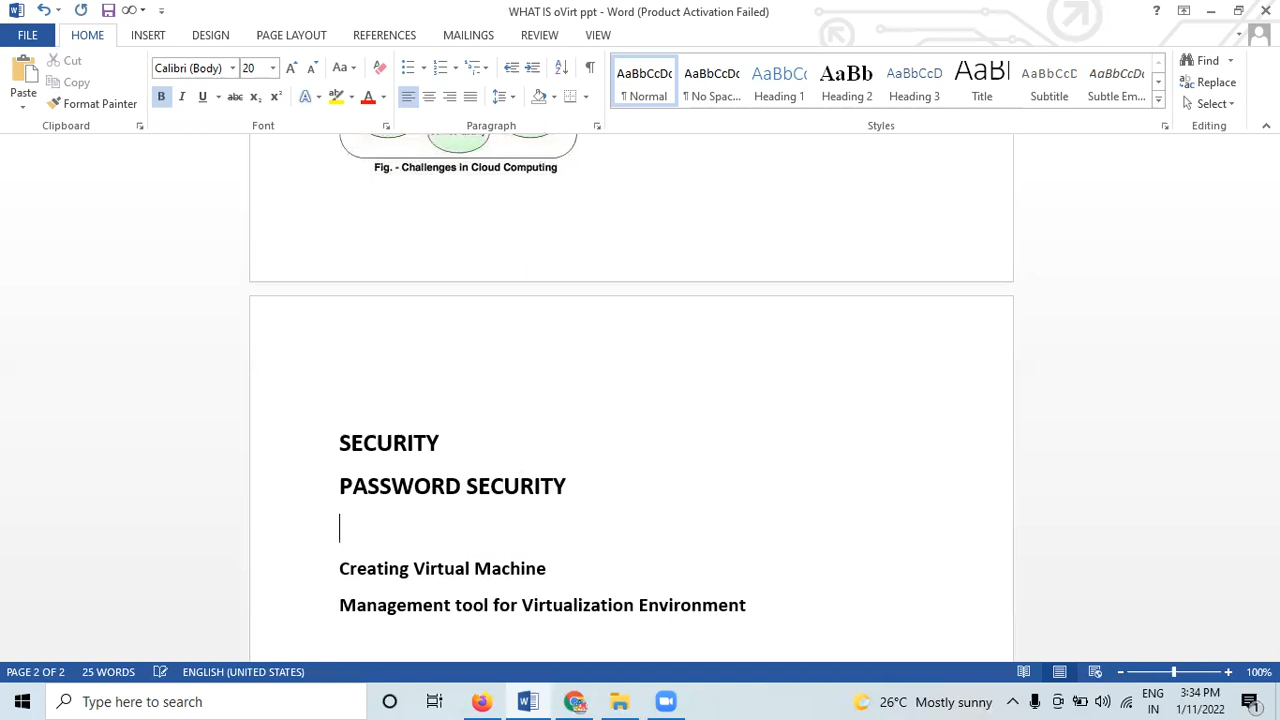 WHAT IS oVirt ppt - Word (Product Activation Failed)
FILE HOME INSERT DESIGN PAGE LAYOUT REFERENCES MAILINGS REVIEW VIEW
Paste
Cut
Copy
Format Painter
Clipboard
Calibri (Body) 20
Font
Paragraph
AaBbCcDc AaBbCcDc AaBbCc AaBb AaBbCcD AaBb AaBbCcD AaBbCcDc
¶ Normal ¶ No Spac... Heading 1 Heading 2 Heading 3 Title Subtitle Subtle Em...
Styles
Find
Replace
Select
Editing
Fig. - Challenges in Cloud Computing
SECURITY
PASSWORD SECURITY
Creating Virtual Machine
Management tool for Virtualization Environment
PAGE 2 OF 2 25 WORDS ENGLISH (UNITED STATES) 100%
Type here to search
26°C Mostly sunny
ENG
IN
3:34 PM
1/11/2022